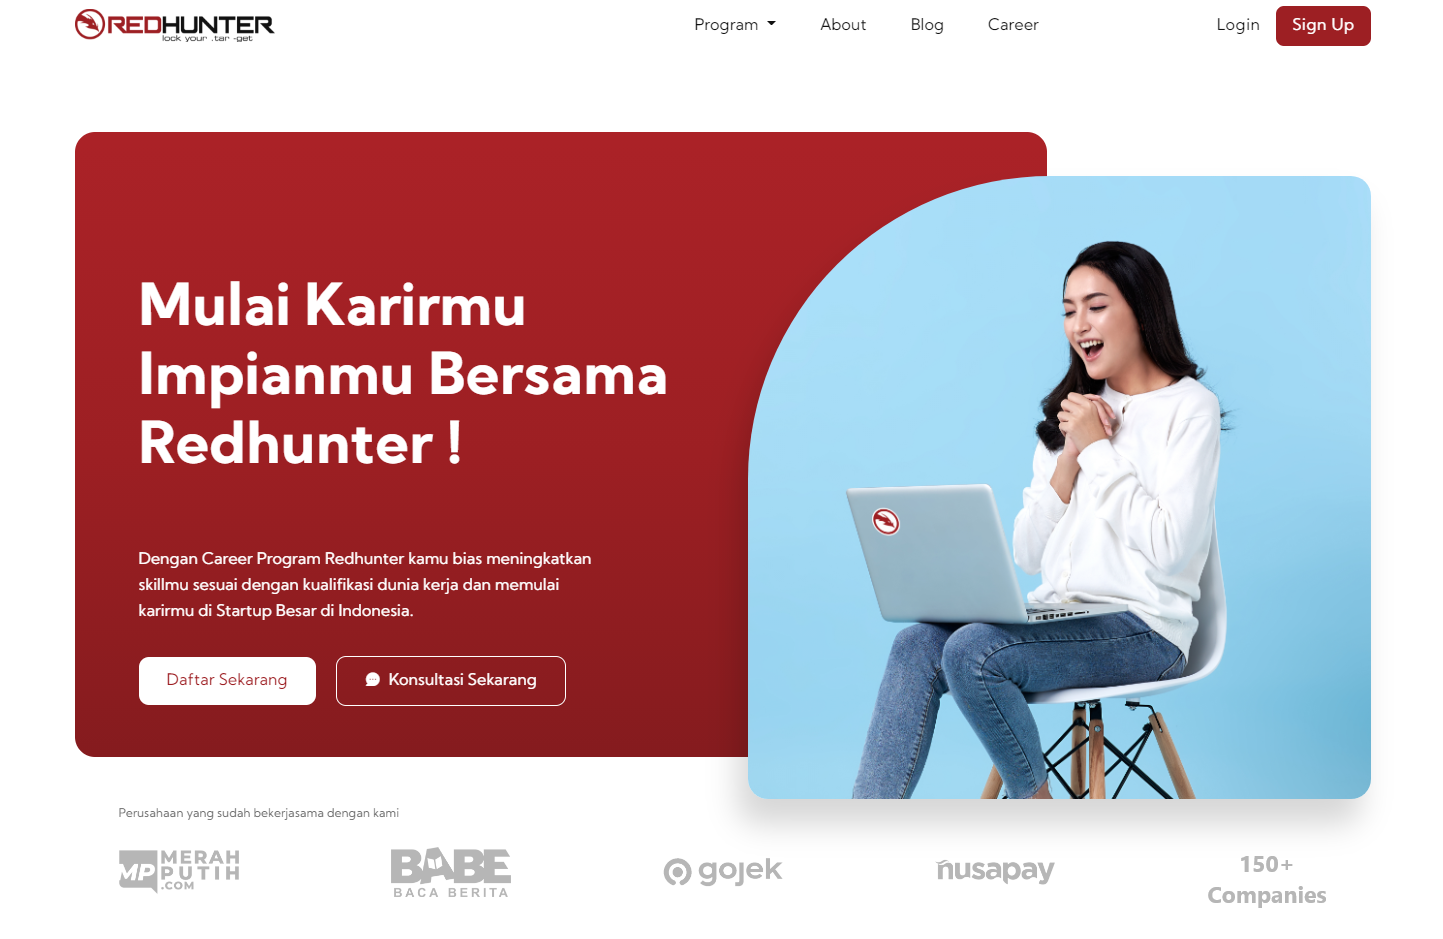 REDHUNTER
lock your .tar -get
Program
About
Blog
Career
Login
Sign Up
Mulai Karirmu
Impianmu Bersama
Redhunter !
Dengan Career Program Redhunter kamu bias meningkatkan
skillmu sesuai dengan kualifikasi dunia kerja dan memulai
karirmu di Startup Besar di Indonesia.
Daftar Sekarang
Konsultasi Sekarang
Perusahaan yang sudah bekerjasama dengan kami
MP MERAH
PUTIH
.COM
BABE
BACA BERITA
gojek
nusapay
150+
Companies